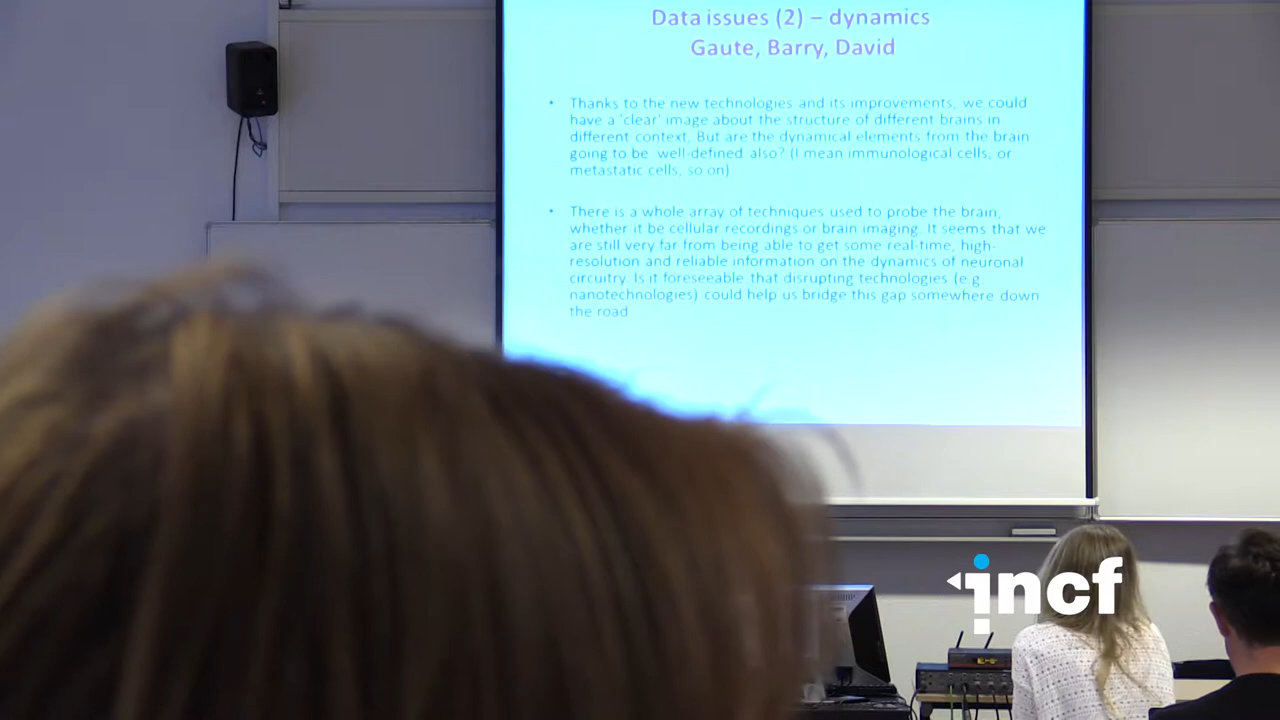 Data issues (2) – dynamics
Gaute, Barry, David
• Thanks to the new technologies and its improvements, we could
have a 'clear' image about the structure of different brains in
different context. But are the dynamical elements from the brain
going to be well-defined also? (I mean immunological cells, or
metastatic cells, so on)
• There is a whole array of techniques used to probe the brain,
whether it be cellular recordings or brain imaging. It seems that we
are still very far from being able to get some real-time, high-
resolution and reliable information on the dynamics of neuronal
circuitry. Is it foreseeable that disrupting technologies (e.g.
nanotechnologies) could help us bridge this gap somewhere down
the road
incf